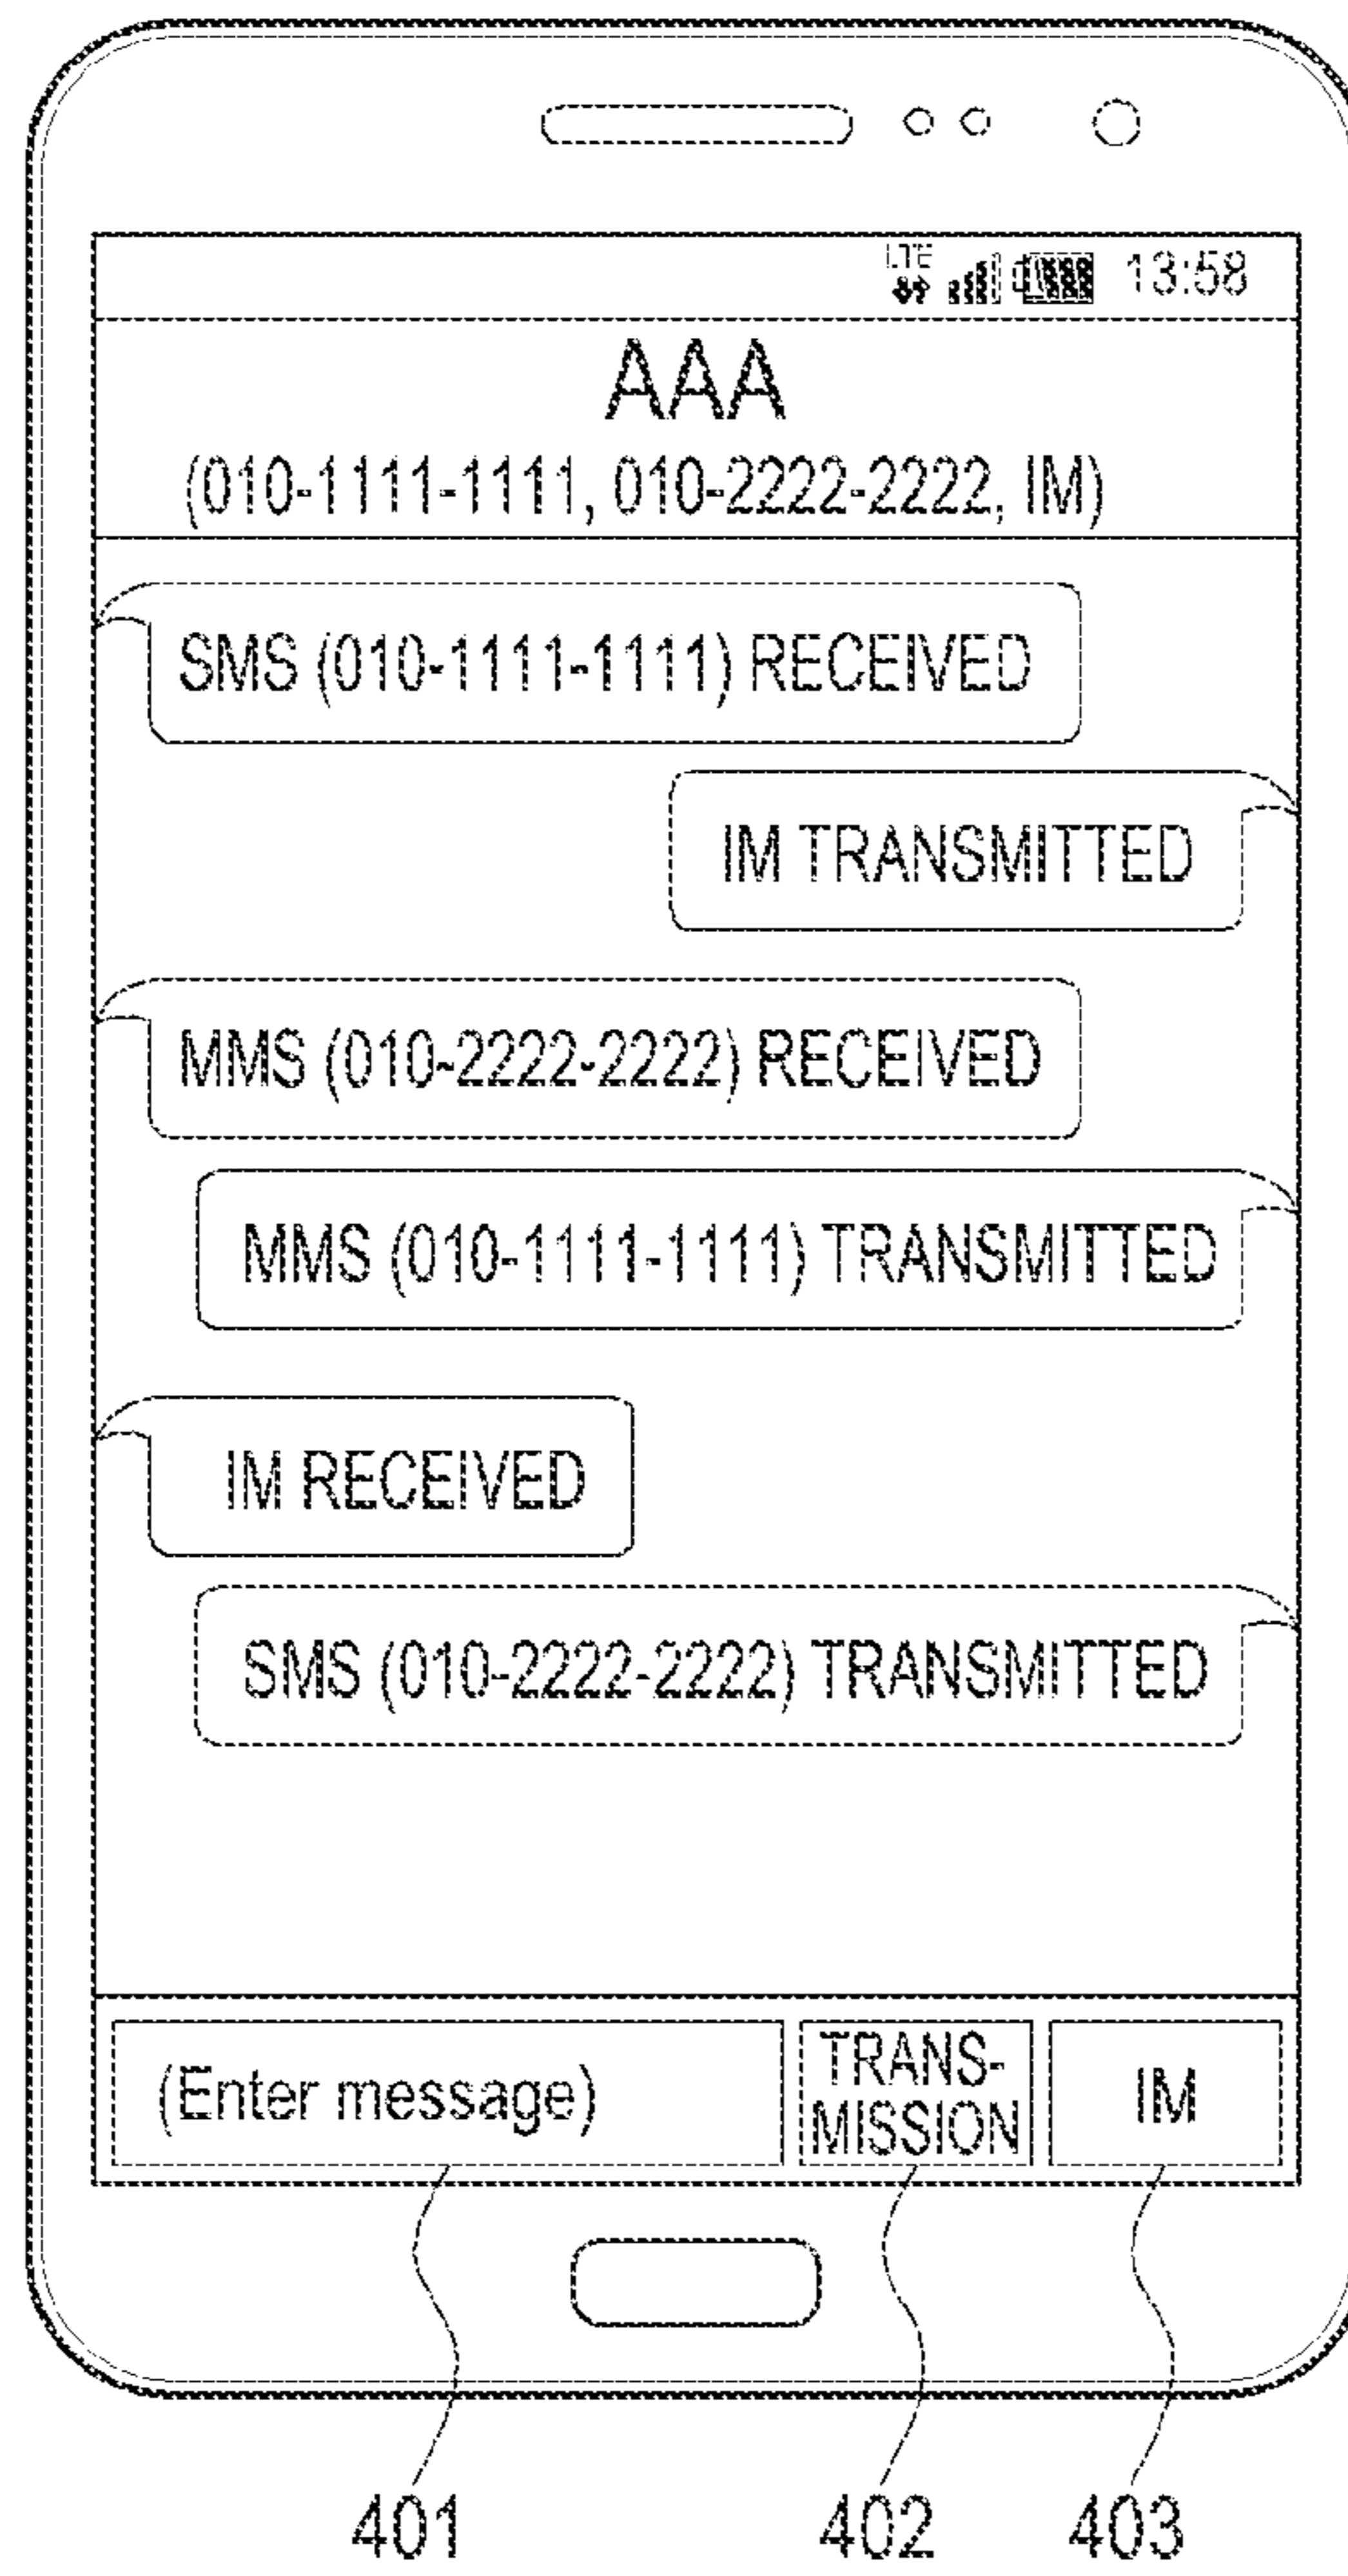 LTE 13:58
AAA
(010-1111-1111, 010-2222-2222, IM)
SMS (010-1111-1111) RECEIVED
IM TRANSMITTED
MMS (010-2222-2222) RECEIVED
MMS (010-1111-1111) TRANSMITTED
IM RECEIVED
SMS (010-2222-2222) TRANSMITTED
(Enter message)
TRANS-
MISSION
IM
401 402 403